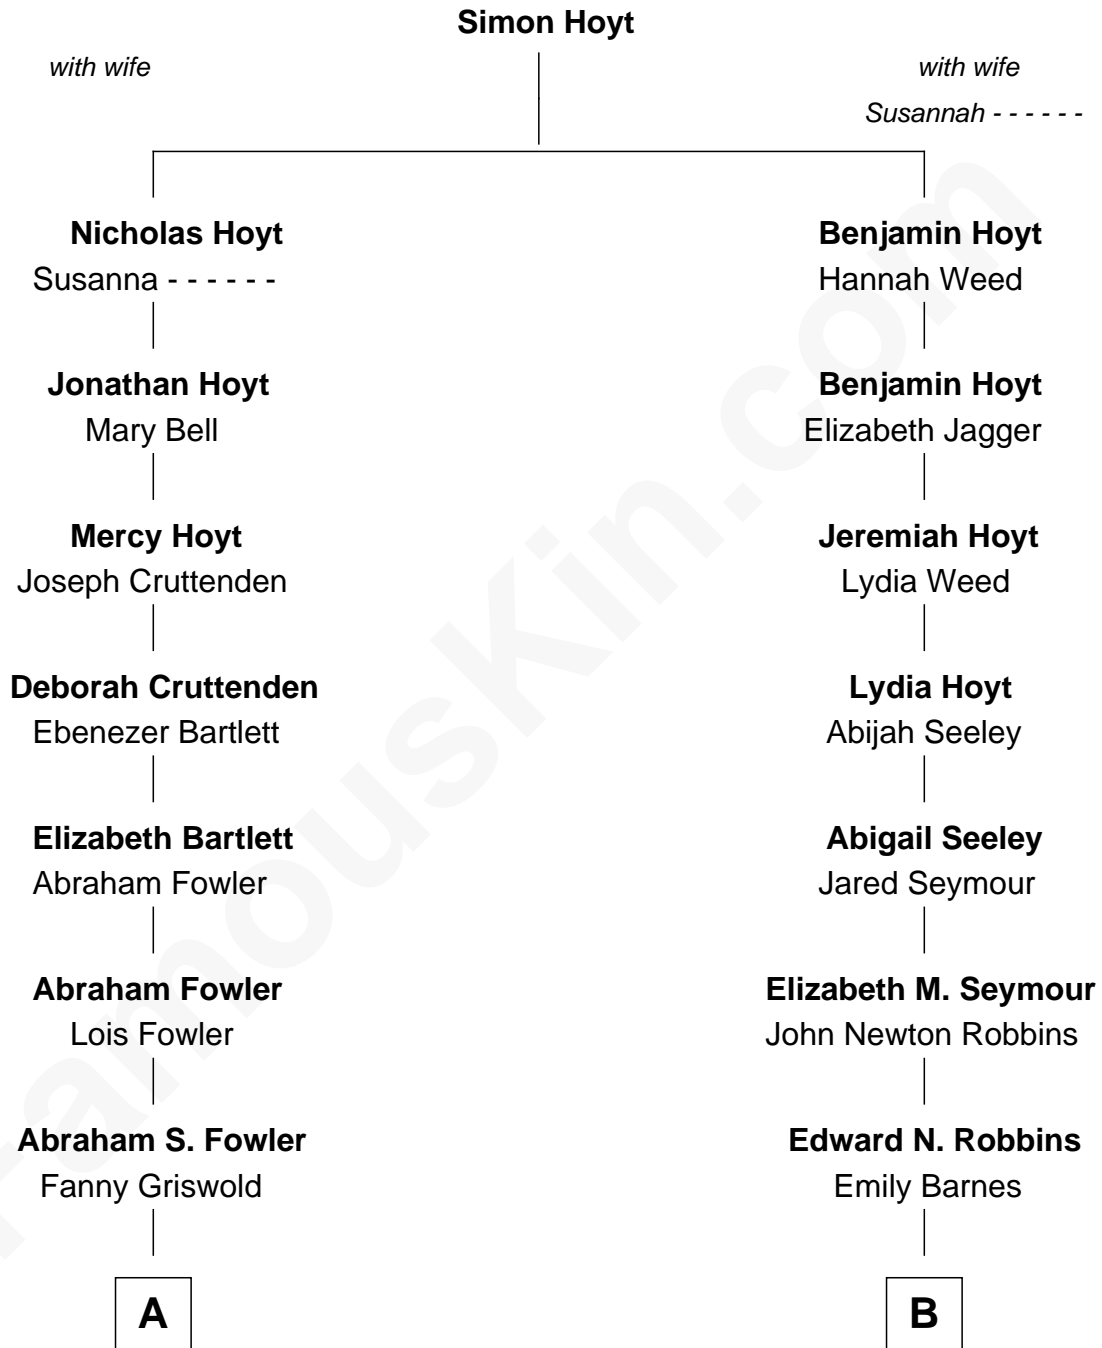 Simon Hoyt
with wife
with wife
Susannah - - - - - -
Nicholas Hoyt
Susanna - - - - - -
Benjamin Hoyt
Hannah Weed
Jonathan Hoyt
Mary Bell
Benjamin Hoyt
Elizabeth Jagger
Mercy Hoyt
Joseph Cruttenden
Jeremiah Hoyt
Lydia Weed
Deborah Cruttenden
Ebenezer Bartlett
Lydia Hoyt
Abijah Seeley
Elizabeth Bartlett
Abraham Fowler
Abigail Seeley
Jared Seymour
Abraham Fowler
Lois Fowler
Elizabeth M. Seymour
John Newton Robbins
Abraham S. Fowler
Fanny Griswold
Edward N. Robbins
Emily Barnes
A
B
FamousKin.com